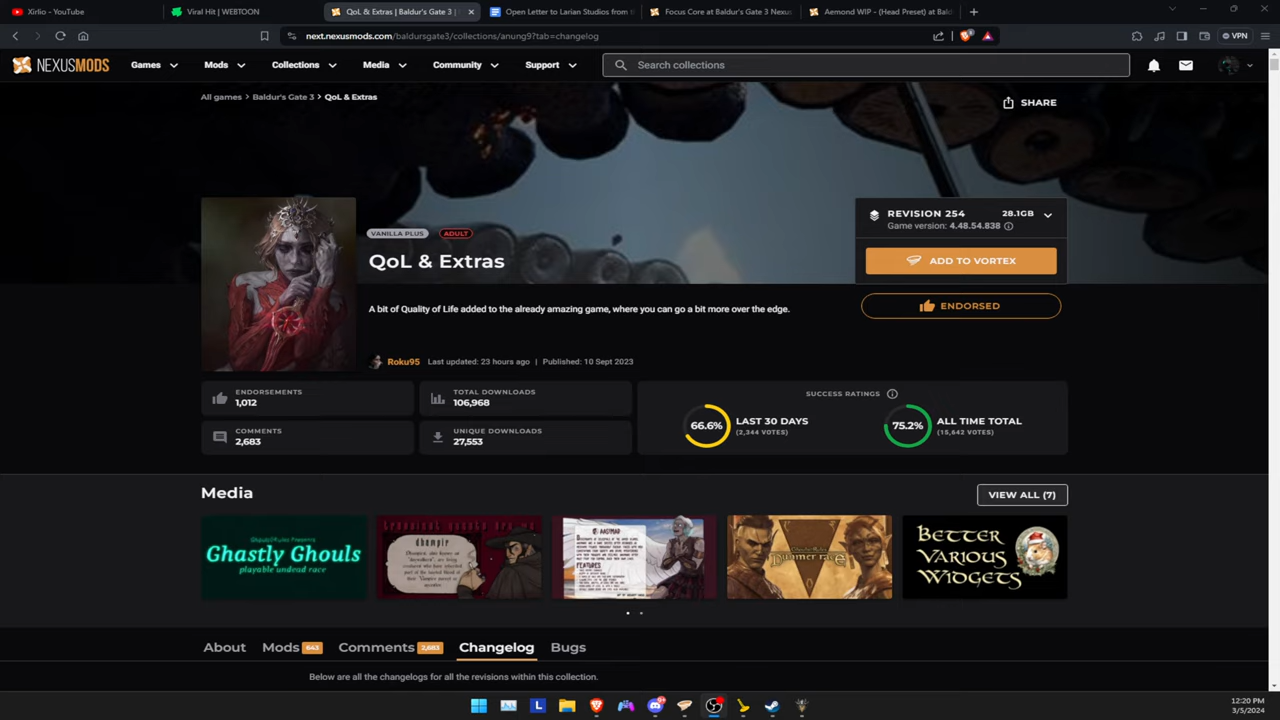 Xirlio - YouTube
Viral Hit | WEBTOON
QoL & Extras | Baldur's Gate 3 |
Open Letter to Larian Studios from t
Focus Core at Baldur's Gate 3 Nexus
Aemond WIP - (Head Preset) at Bald
next.nexusmods.com/baldursgate3/collections/anung9?tab=changelog
VPN
NEXUSMODS
Games
Mods
Collections
Media
Community
Support
Search collections
All games > Baldur's Gate 3 > QoL & Extras
SHARE
VANILLA PLUS
ADULT
QoL & Extras
REVISION 254
28.1GB
Game version: 4.48.54.838
ADD TO VORTEX
A bit of Quality of Life added to the already amazing game, where you can go a bit more over the edge.
ENDORSED
Roku95 Last updated: 23 hours ago | Published: 10 Sept 2023
ENDORSEMENTS
1,012
TOTAL DOWNLOADS
106,968
COMMENTS
2,683
UNIQUE DOWNLOADS
27,553
SUCCESS RATINGS
66.6%
LAST 30 DAYS
(2,344 VOTES)
75.2%
ALL TIME TOTAL
(15,642 VOTES)
Media
VIEW ALL (7)
Ghastly Ghouls
playable undead race
dhampir
AASIMAR
FEATURES
BETTER
VARIOUS
WIDGETS
About
Mods 643
Comments 2,683
Changelog
Bugs
Below are all the changelogs for all the revisions within this collection.
L
12:20 PM
3/5/2024